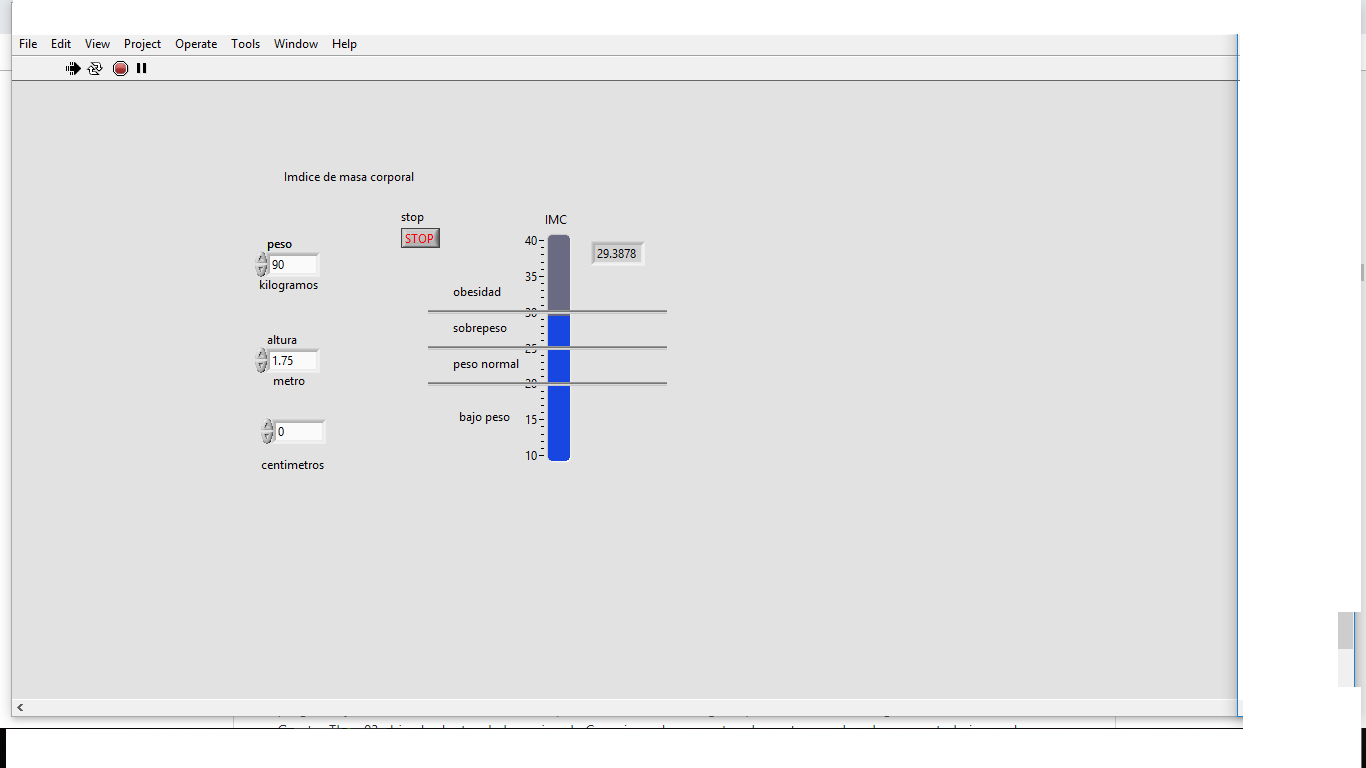 File Edit View Project Operate Tools Window Help
Imdice de masa corporal
stop
STOP
IMC
peso
90
kilogramos
altura
1.75
metro
0
centimetros
40
29.3878
35
obesidad
30
sobrepeso
25
peso normal
20
bajo peso
15
10